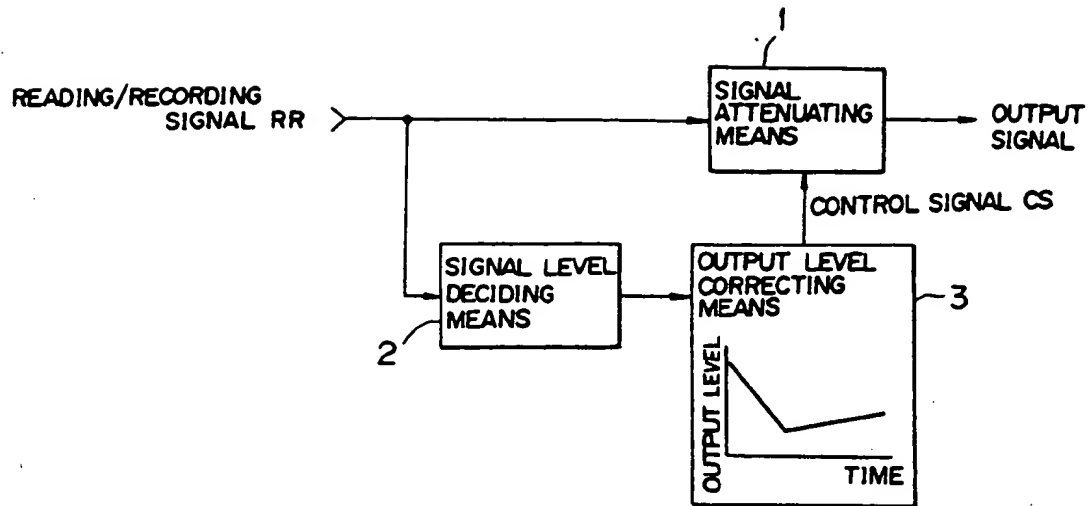 1
READING/RECORDING
SIGNAL RR
SIGNAL
ATTENUATING
MEANS
OUTPUT
SIGNAL
CONTROL SIGNAL CS
SIGNAL LEVEL
DECIDING
MEANS
2
OUTPUT LEVEL
CORRECTING
MEANS
3
OUTPUT LEVEL
TIME